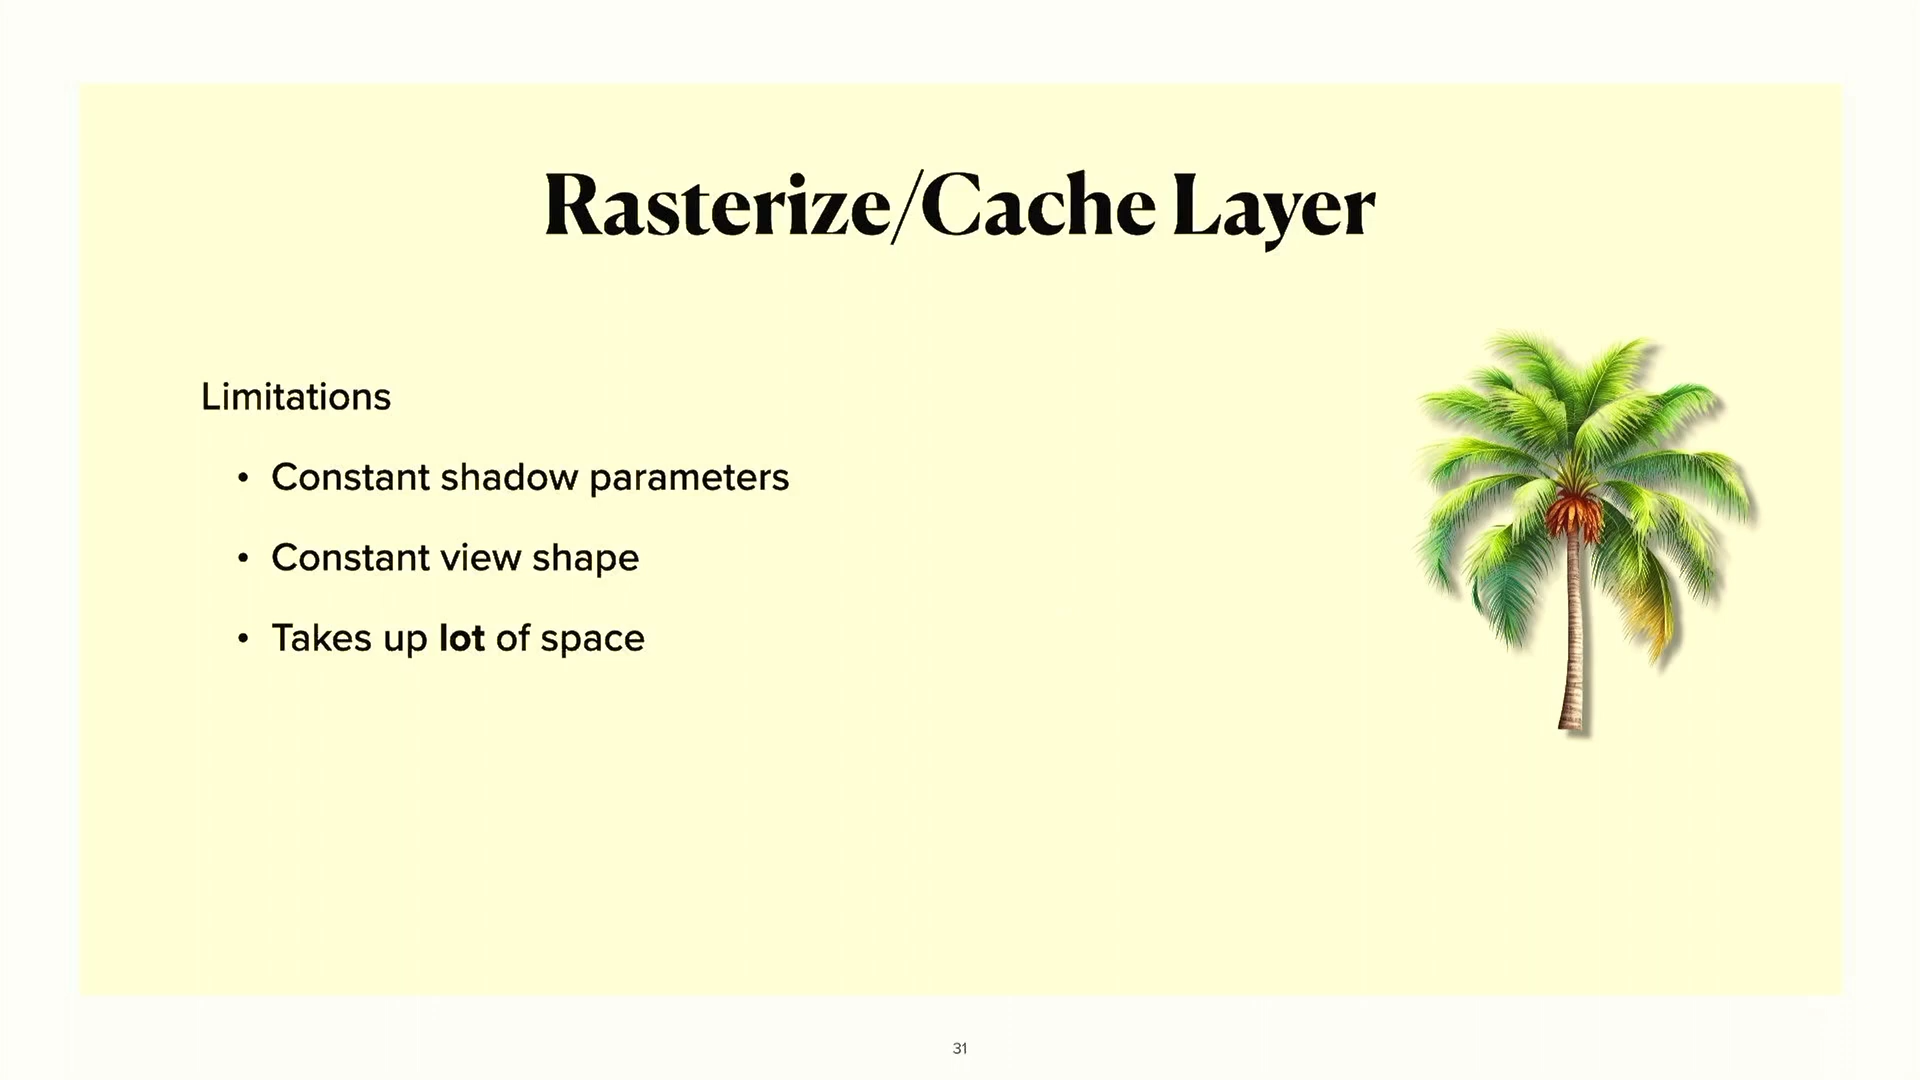 Rasterize/Cache Layer
Limitations
• Constant shadow parameters
• Constant view shape
• Takes up lot of space
31